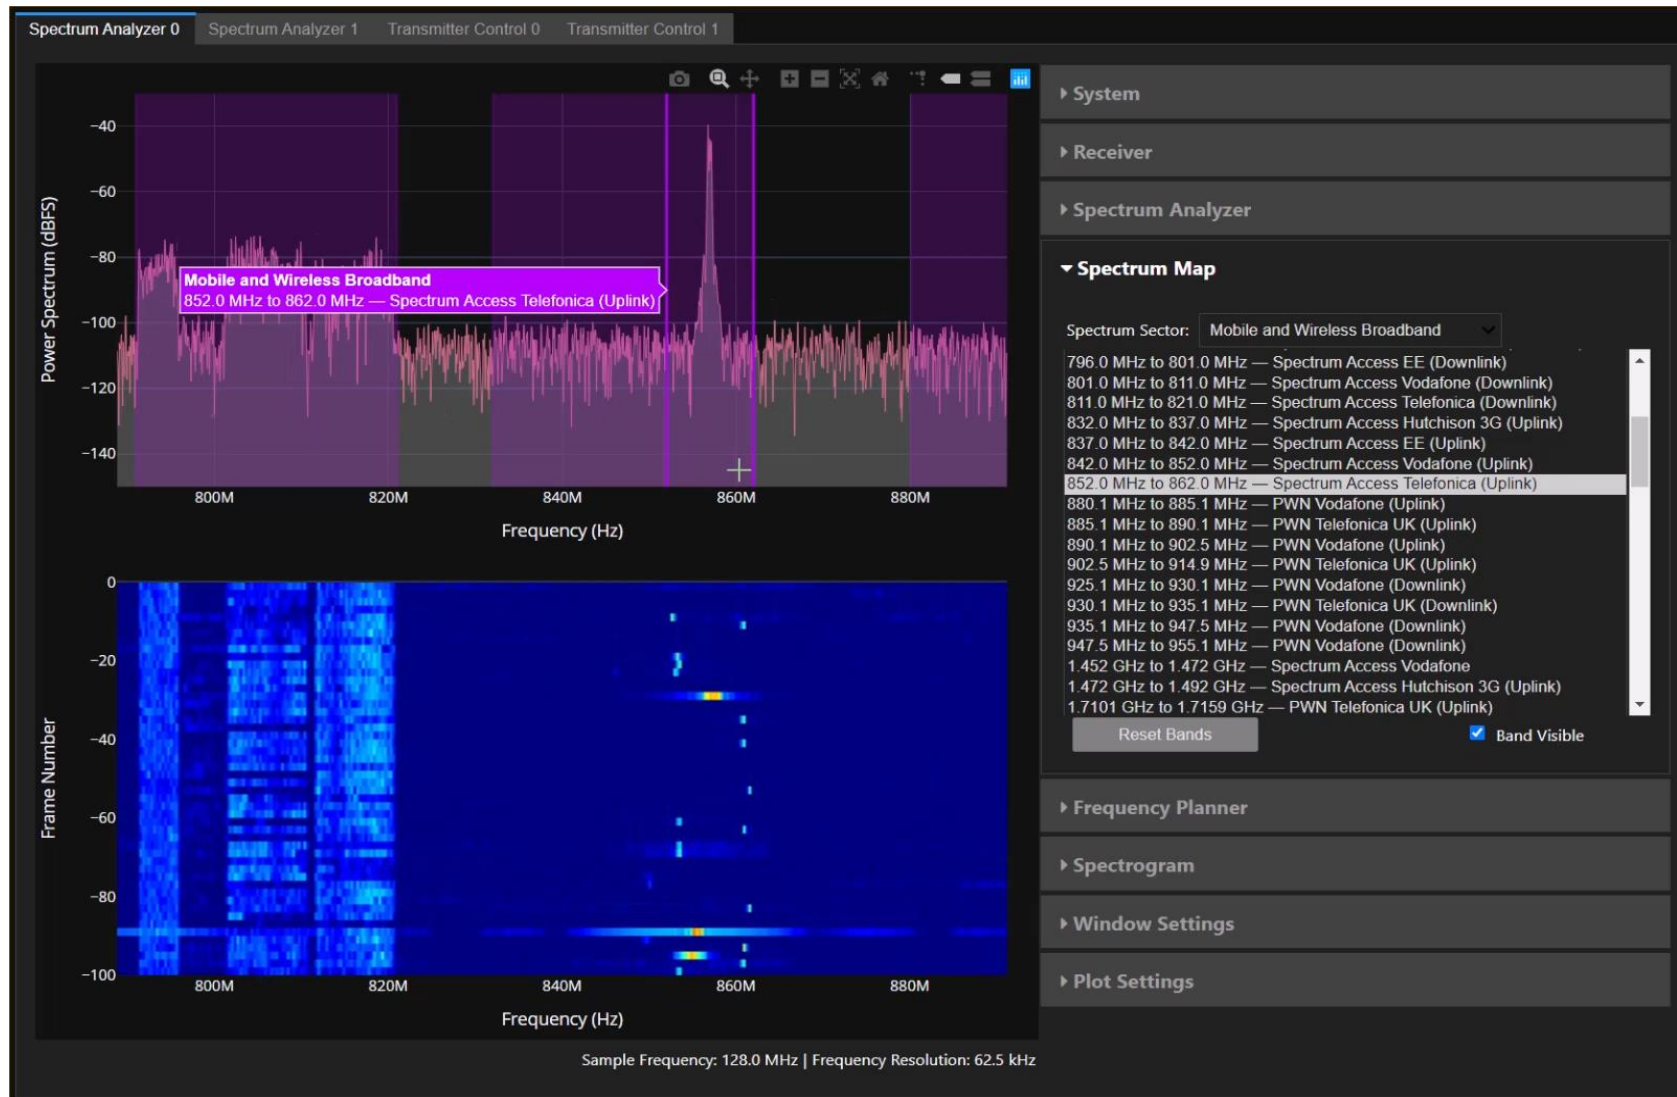 Spectrum Analyzer 0
Spectrum Analyzer 1
Transmitter Control 0
Transmitter Control 1
−40
−60
−80
−100
−120
−140
Power Spectrum (dBFS)
Mobile and Wireless Broadband
852.0 MHz to 862.0 MHz — Spectrum Access Telefonica (Uplink)
800M
820M
840M
860M
880M
Frequency (Hz)
0
−20
−40
−60
−80
−100
Frame Number
800M
820M
840M
860M
880M
Frequency (Hz)
Sample Frequency: 128.0 MHz | Frequency Resolution: 62.5 kHz
System
Receiver
Spectrum Analyzer
Spectrum Map
Spectrum Sector: Mobile and Wireless Broadband
796.0 MHz to 801.0 MHz — Spectrum Access EE (Downlink)
801.0 MHz to 811.0 MHz — Spectrum Access Vodafone (Downlink)
811.0 MHz to 821.0 MHz — Spectrum Access Telefonica (Downlink)
832.0 MHz to 837.0 MHz — Spectrum Access Hutchison 3G (Uplink)
837.0 MHz to 842.0 MHz — Spectrum Access EE (Uplink)
842.0 MHz to 852.0 MHz — Spectrum Access Vodafone (Uplink)
852.0 MHz to 862.0 MHz — Spectrum Access Telefonica (Uplink)
880.1 MHz to 885.1 MHz — PWN Vodafone (Uplink)
885.1 MHz to 890.1 MHz — PWN Telefonica UK (Uplink)
890.1 MHz to 902.5 MHz — PWN Vodafone (Uplink)
902.5 MHz to 914.9 MHz — PWN Telefonica UK (Uplink)
925.1 MHz to 930.1 MHz — PWN Vodafone (Downlink)
930.1 MHz to 935.1 MHz — PWN Telefonica UK (Downlink)
935.1 MHz to 947.5 MHz — PWN Vodafone (Downlink)
947.5 MHz to 955.1 MHz — PWN Vodafone (Downlink)
1.452 GHz to 1.472 GHz — Spectrum Access Vodafone
1.472 GHz to 1.492 GHz — Spectrum Access Hutchison 3G (Uplink)
1.7101 GHz to 1.7159 GHz — PWN Telefonica UK (Uplink)
Reset Bands
Band Visible
Frequency Planner
Spectrogram
Window Settings
Plot Settings